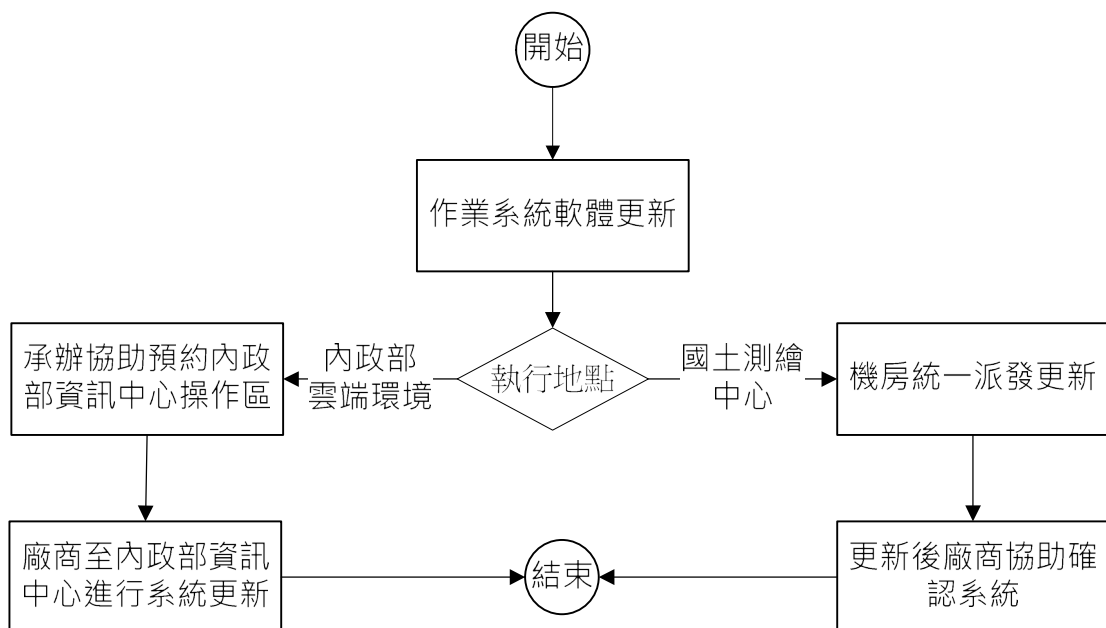 開始
作業系統軟體更新
執行地點
內政部
雲端環境
國土測繪
中心
承辦協助預約內政
部資訊中心操作區
機房統一派發更新
廠商至內政部資訊
中心進行系統更新
結束
更新後廠商協助確
認系統